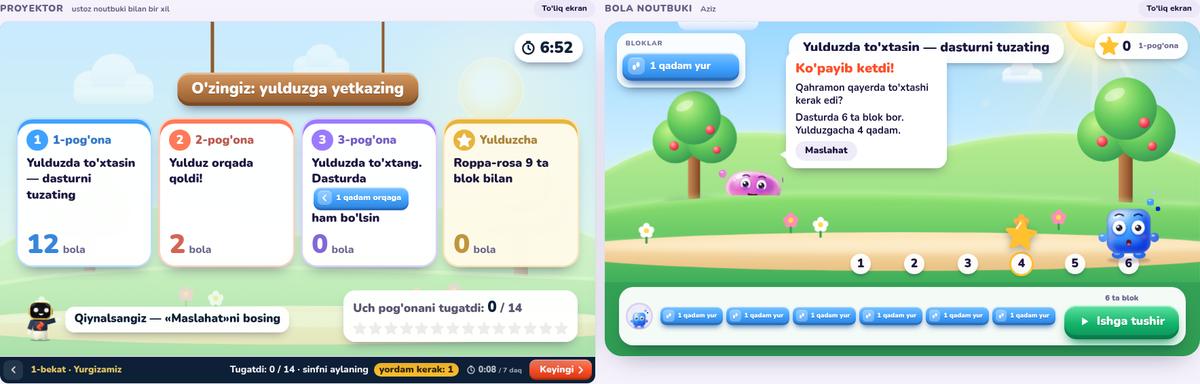 PROYEKTOR ustoz noutbuki bilan bir xil
To'liq ekran
6:52
O'zingiz: yulduzga yetkazing
1 1-pog'ona
Yulduzda to'xtasin
— dasturni
tuzating
12 bola
2 2-pog'ona
Yulduz orqada
qoldi!
2 bola
3 3-pog'ona
Yulduzda to'xtang.
Dasturda
1 qadam orqaga
ham bo'lsin
0 bola
Yulduzcha
Roppa-rosa 9 ta
blok bilan
0 bola
Qiynalsangiz — «Maslahat»ni bosing
Uch pog'onani tugatdi: 0 / 14
1-bekat · Yurgizamiz
Tugatdi: 0 / 14 · sinfni aylaning
yordam kerak: 1
0:08 / 7 daq
Keyingi
BOLA NOUTBUKI Aziz
To'liq ekran
BLOKLAR
1 qadam yur
Yulduzda to'xtasin — dasturni tuzating
0 1-pog'ona
Ko'payib ketdi!
Qahramon qayerda to'xtashi
kerak edi?
Dasturda 6 ta blok bor.
Yulduzgacha 4 qadam.
Maslahat
1 2 3 4 5 6
1 qadam yur 1 qadam yur 1 qadam yur 1 qadam yur 1 qadam yur 1 qadam yur
6 ta blok
Ishga tushir